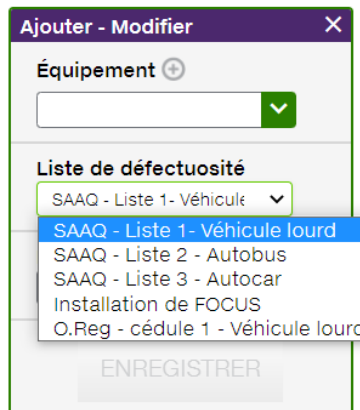 Ajouter - Modifier
Équipement
Liste de défectuosité
SAAQ - Liste 1- Véhicule
SAAQ - Liste 1- Véhicule lourd
SAAQ - Liste 2 - Autobus
SAAQ - Liste 3 - Autocar
Installation de FOCUS
O.Reg - cédule 1 - Véhicule lourd
ENREGISTRER